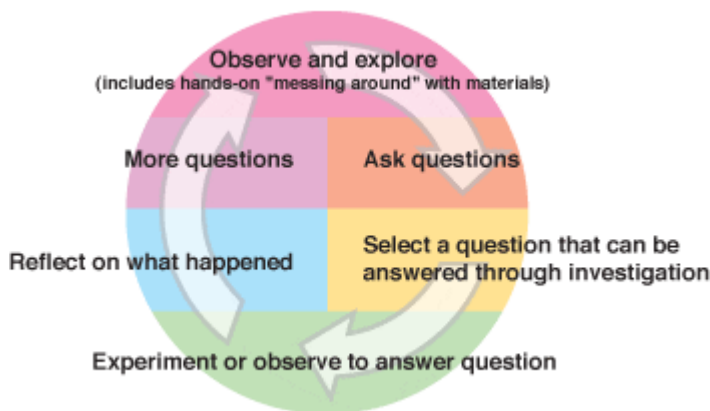 Observe and explore
(includes hands-on "messing around" with materials)
More questions
Ask questions
Reflect on what happened
Select a question that can be
answered through investigation
Experiment or observe to answer question